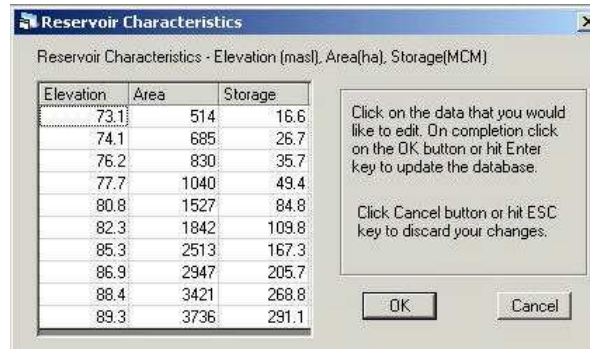 Reservoir Characteristics
Reservoir Characteristics - Elevation (masl), Area(ha), Storage(MCM)
Elevation Area Storage
73.1 514 16.6
74.1 685 26.7
76.2 830 35.7
77.7 1040 49.4
80.8 1527 84.8
82.3 1842 109.8
85.3 2513 167.3
86.9 2947 205.7
88.4 3421 268.8
89.3 3736 291.1
Click on the data that you would
like to edit. On completion click
on the OK button or hit Enter
key to update the database.
Click Cancel button or hit ESC
key to discard your changes.
OK Cancel